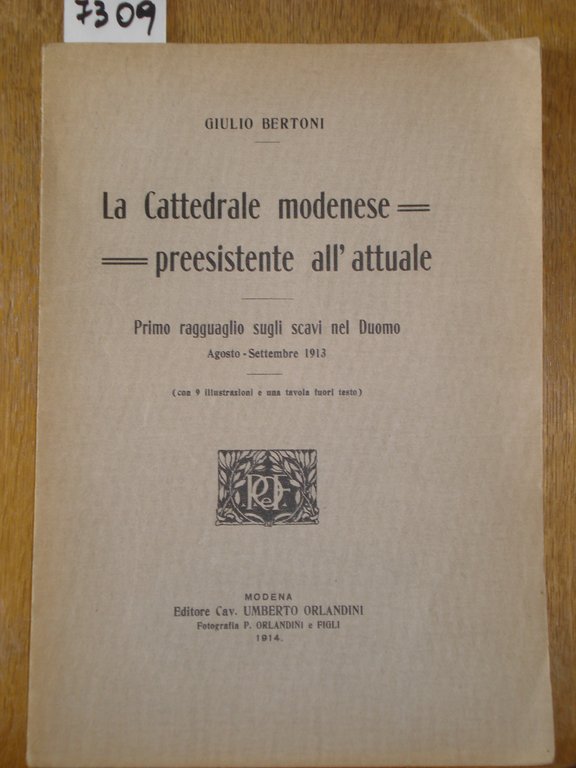 7309
GIULIO BERTONI
La Cattedrale modenese
preesistente all' attuale
Primo ragguaglio sugli scavi nel Duomo
Agosto - Settembre 1913
(con 9 illustrazioni e una tavola fuori testo)
MODENA
Editore Cav. UMBERTO ORLANDINI
Fotografia P. ORLANDINI e FIGLI
1914.